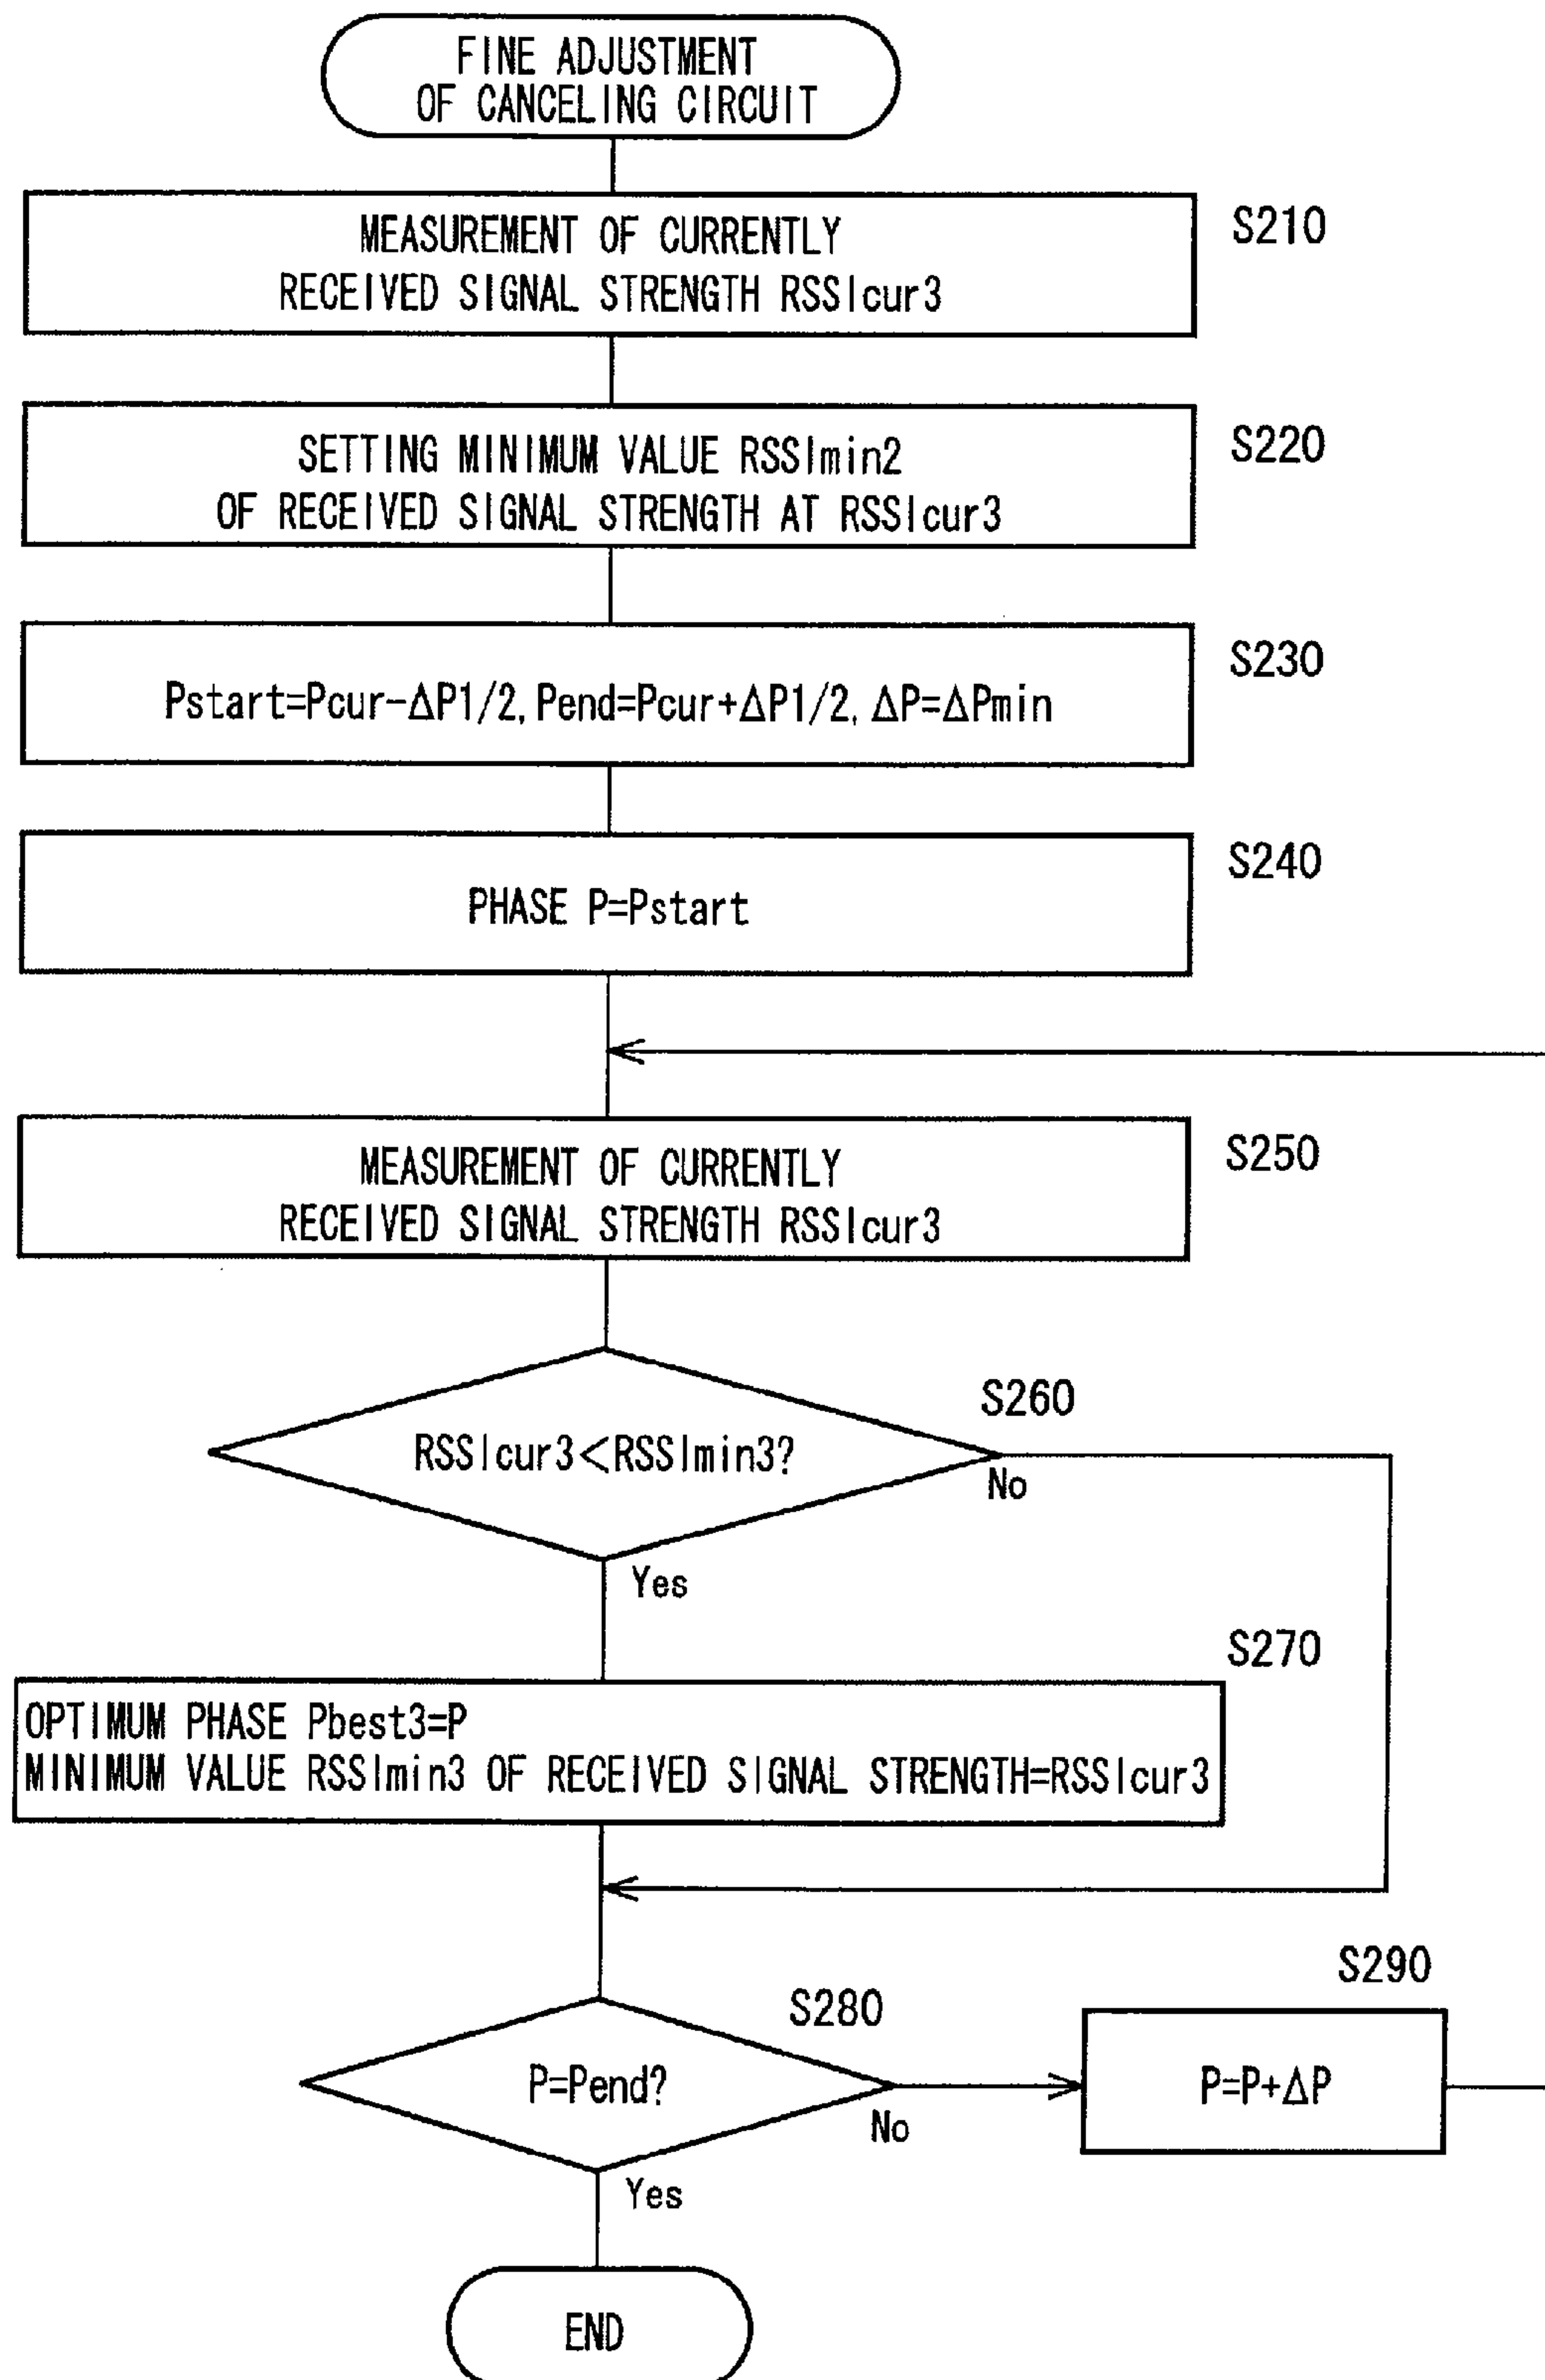 FINE ADJUSTMENT
OF CANCELING CIRCUIT
MEASUREMENT OF CURRENTLY
RECEIVED SIGNAL STRENGTH RSSIcur3
S210
SETTING MINIMUM VALUE RSSImin2
OF RECEIVED SIGNAL STRENGTH AT RSSIcur3
S220
Pstart=Pcur-ΔP1/2, Pend=Pcur+ΔP1/2, ΔP=ΔPmin
S230
PHASE P=Pstart
S240
MEASUREMENT OF CURRENTLY
RECEIVED SIGNAL STRENGTH RSSIcur3
S250
RSSIcur3<RSSImin3?
S260
No
Yes
S270
OPTIMUM PHASE Pbest3=P
MINIMUM VALUE RSSImin3 OF RECEIVED SIGNAL STRENGTH=RSSIcur3
P=Pend?
S280
No
Yes
S290
P=P+ΔP
END